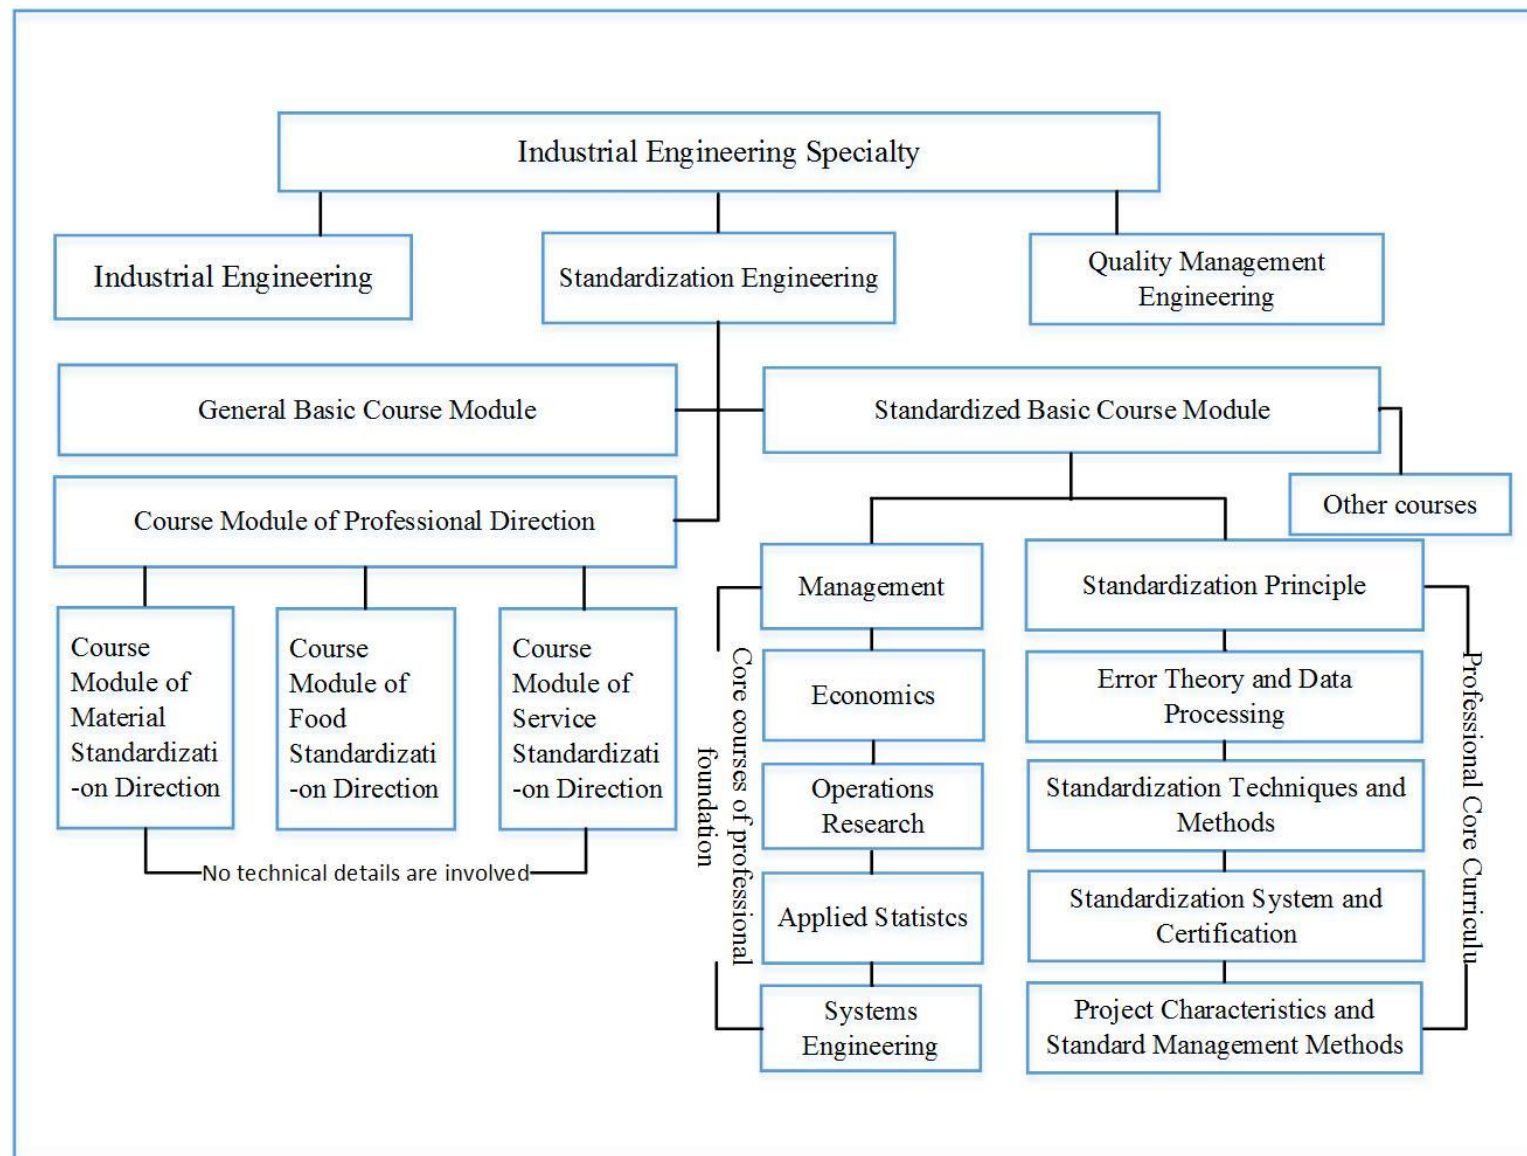 Industrial Engineering Specialty
Industrial Engineering
Standardization Engineering
Quality Management
Engineering
General Basic Course Module
Standardized Basic Course Module
Other courses
Course Module of Professional Direction
Course
Module of
Material
Standardizati
-on Direction
Course
Module of
Food
Standardizati
-on Direction
Course
Module of
Service
Standardizati
-on Direction
No technical details are involved
Core courses of professional
foundation
Management
Economics
Operations
Research
Applied Statistcs
Systems
Engineering
Standardization Principle
Error Theory and Data
Processing
Standardization Techniques and
Methods
Standardization System and
Certification
Project Characteristics and
Standard Management Methods
Professional Core Curriculu